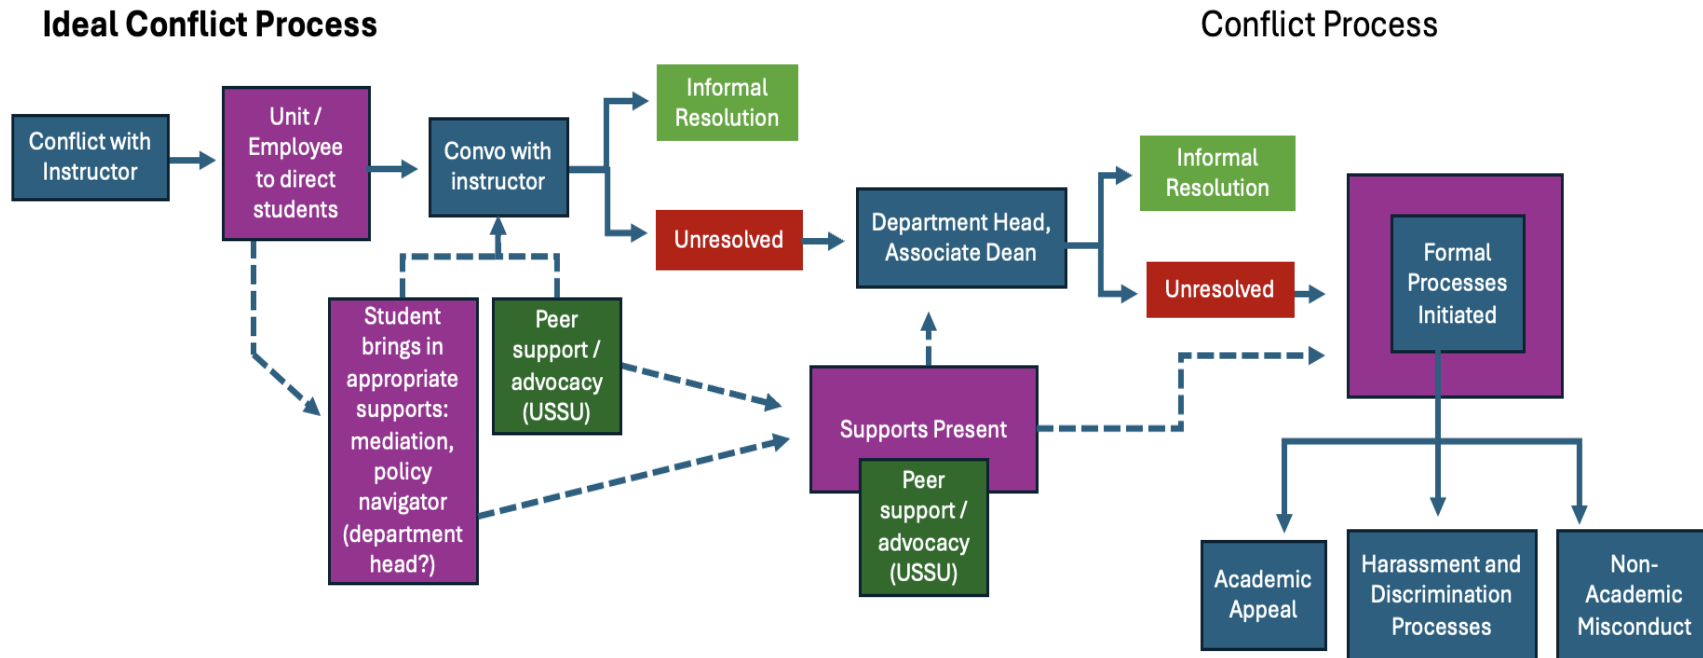 Ideal Conflict Process
Conflict Process
Conflict with
Instructor
Unit /
Employee
to direct
students
Convo with
instructor
Informal
Resolution
Unresolved
Department Head,
Associate Dean
Informal
Resolution
Unresolved
Formal
Processes
Initiated
Student
brings in
appropriate
supports:
mediation,
policy
navigator
(department
head?)
Peer
support /
advocacy
(USSU)
Supports Present
Peer
support /
advocacy
(USSU)
Academic
Appeal
Harassment and
Discrimination
Processes
Non-
Academic
Misconduct